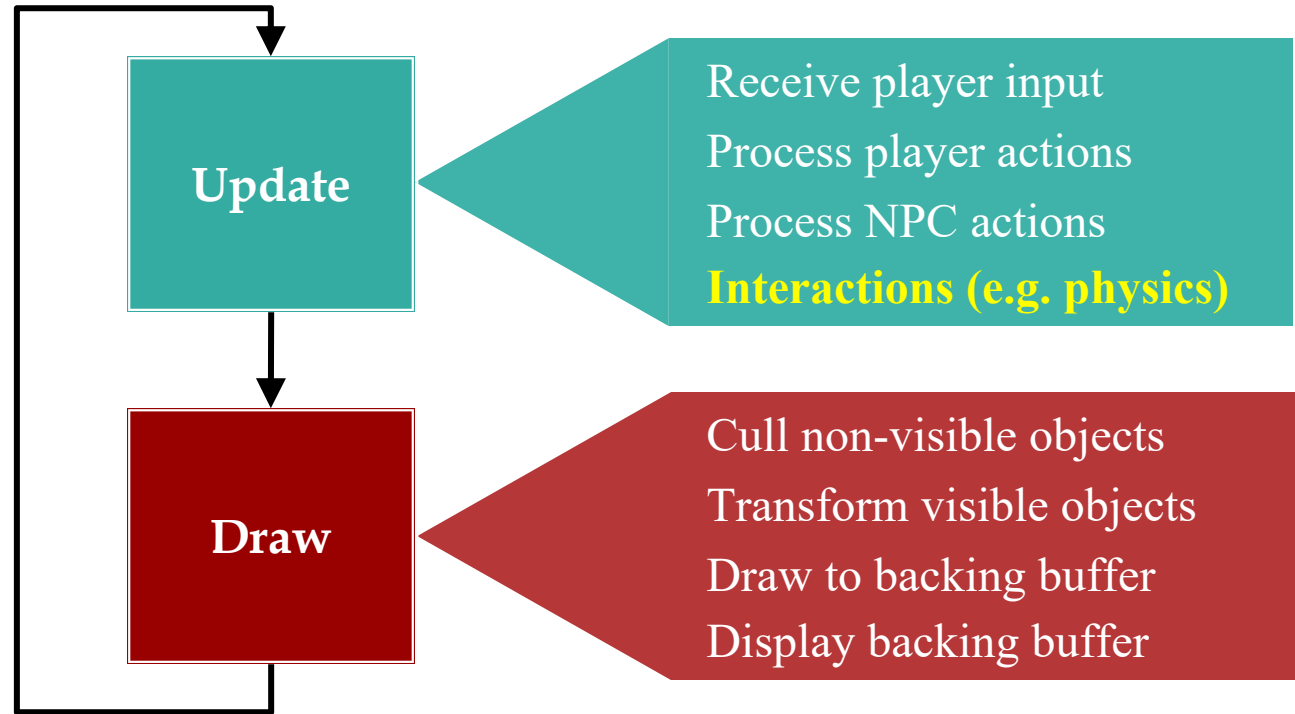 Update
Receive player input
Process player actions
Process NPC actions
Interactions (e.g. physics)
Draw
Cull non-visible objects
Transform visible objects
Draw to backing buffer
Display backing buffer